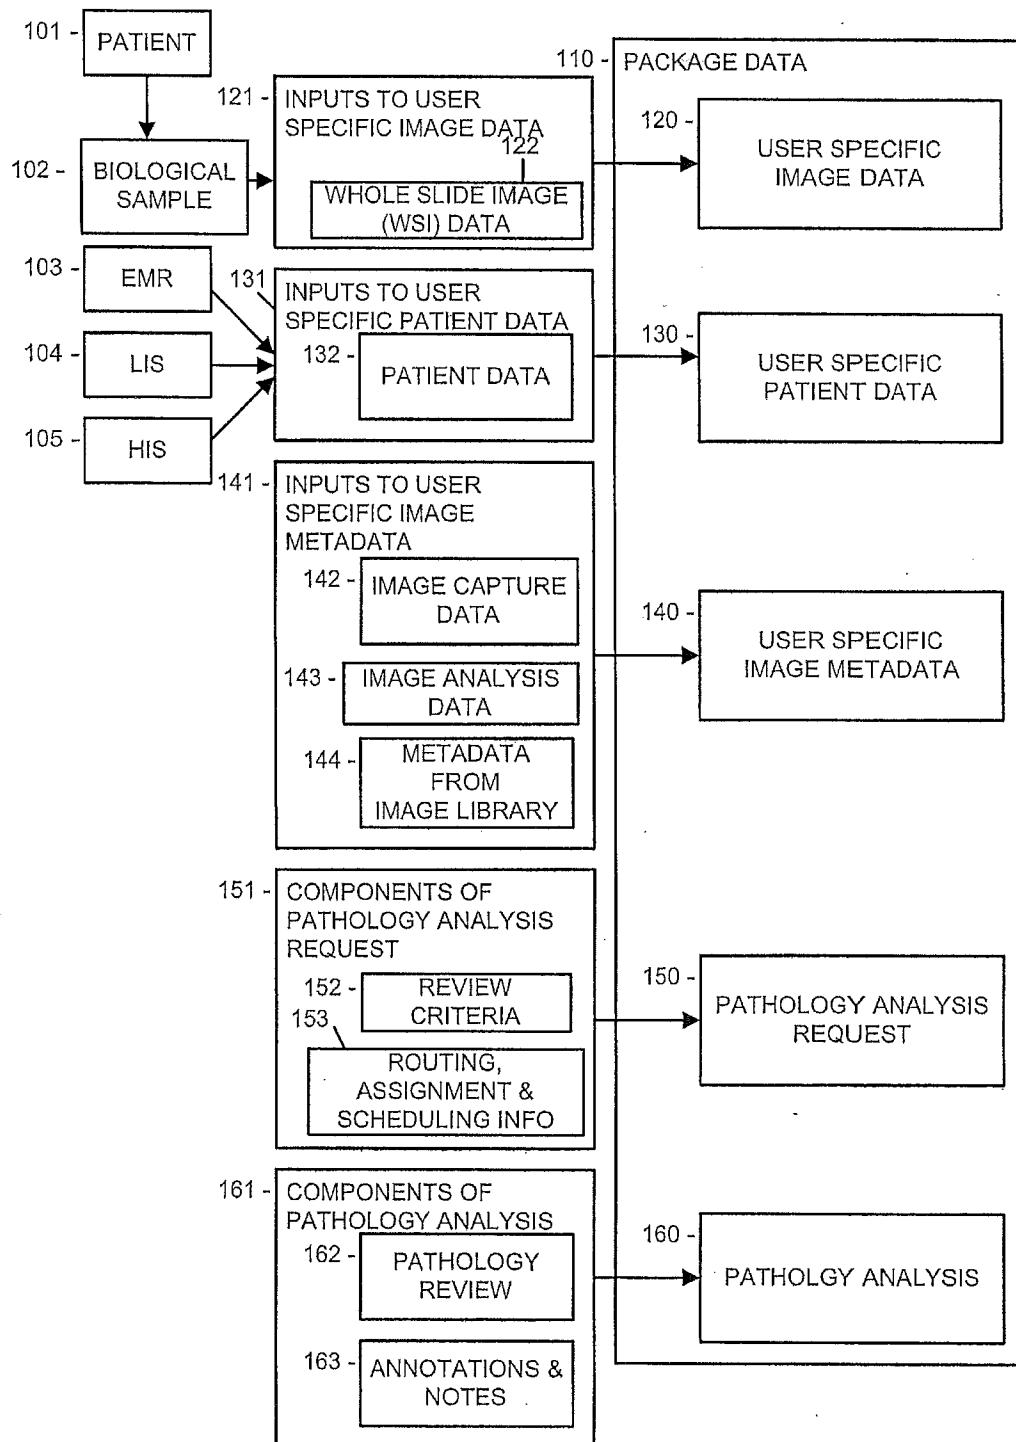 101 - PATIENT
110 - PACKAGE DATA
121 - INPUTS TO USER
SPECIFIC IMAGE DATA
122
WHOLE SLIDE IMAGE
(WSI) DATA
120 -
USER SPECIFIC
IMAGE DATA
102 - BIOLOGICAL
SAMPLE
103 - EMR
104 - LIS
105 - HIS
131
INPUTS TO USER
SPECIFIC PATIENT DATA
132 - PATIENT DATA
130 -
USER SPECIFIC
PATIENT DATA
141 - INPUTS TO USER
SPECIFIC IMAGE
METADATA
142 - IMAGE CAPTURE
DATA
143 - IMAGE ANALYSIS
DATA
144 - METADATA
FROM
IMAGE LIBRARY
140 -
USER SPECIFIC
IMAGE METADATA
151 - COMPONENTS OF
PATHOLOGY ANALYSIS
REQUEST
152 - REVIEW
CRITERIA
153
ROUTING,
ASSIGNMENT &
SCHEDULING INFO
150 -
PATHOLOGY ANALYSIS
REQUEST
161 - COMPONENTS OF
PATHOLOGY ANALYSIS
162 - PATHOLOGY
REVIEW
163 - ANNOTATIONS &
NOTES
160 -
PATHOLGY ANALYSIS